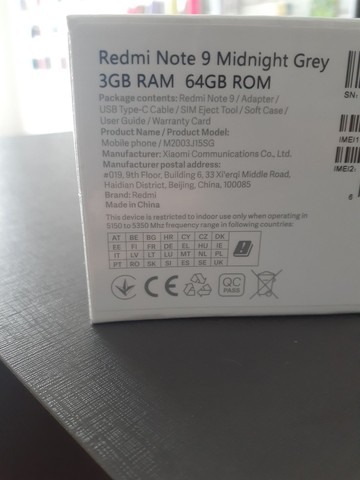 Redmi Note 9 Midnight Grey
3GB RAM 64GB ROM
Package contents: Redmi Note 9 / Adapter /
USB Type-C Cable / SIM Eject Tool / Soft Case /
User Guide / Warranty Card
Product Name / Product Model:
Mobile phone / M2003J15SG
Manufacturer: Xiaomi Communications Co., Ltd.
Manufacturer postal address:
#019, 9th Floor, Building 6, 33 Xi'erqi Middle Road,
Haidian District, Beijing, China, 100085
Brand: Redmi
Made in China
This device is restricted to indoor use only when operating in
5150 to 5350 Mhz frequency range in following countries:
AT BE BG HR CY CZ DK
EE FI FR DE EL HU IE
IT LV LT LU MT NL PL
PT RO SK SI ES SE UK
CE
QC
PASS
SN:
IMEI1
IMEI2:
6